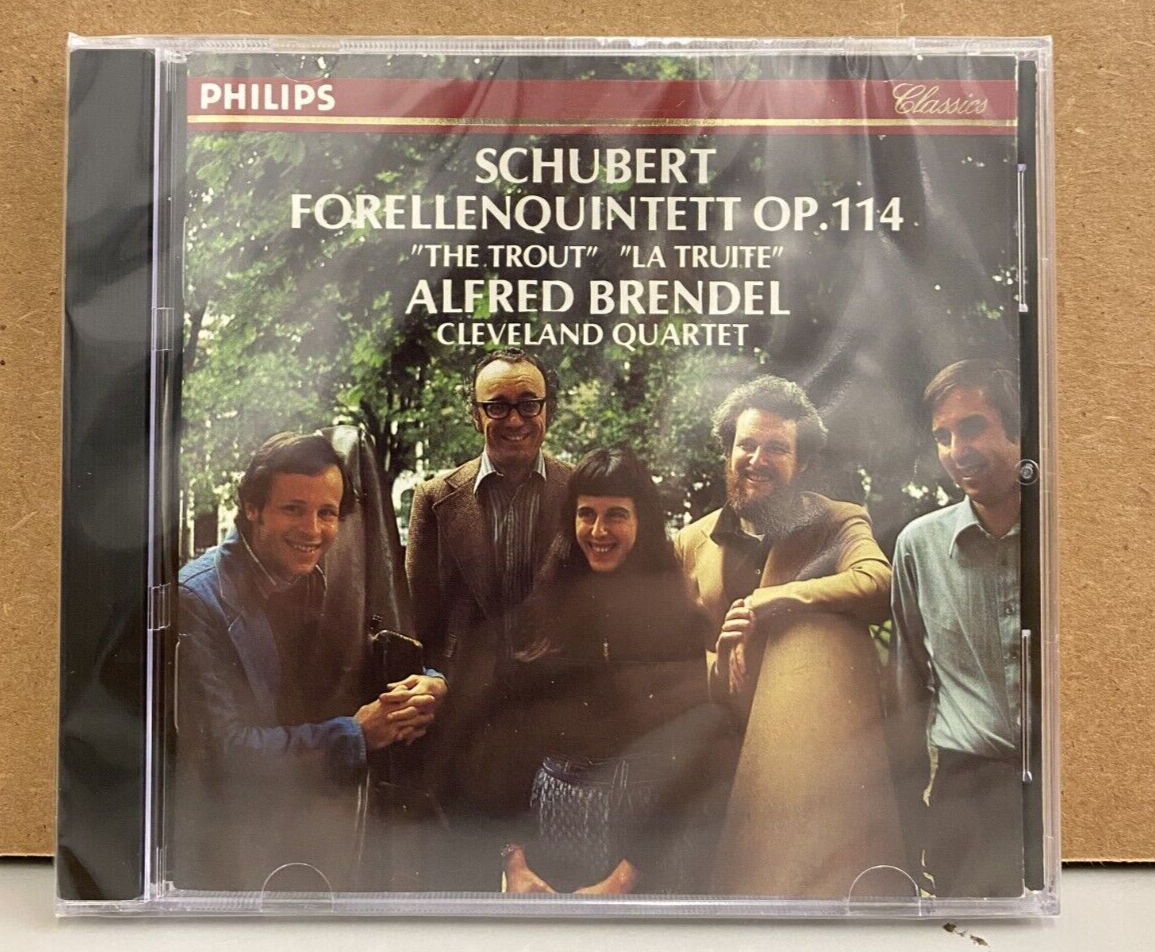 PHILIPS Classics
SCHUBERT
FORELLENQUINTETT OP.114
"THE TROUT" "LA TRUITE"
ALFRED BRENDEL
CLEVELAND QUARTET